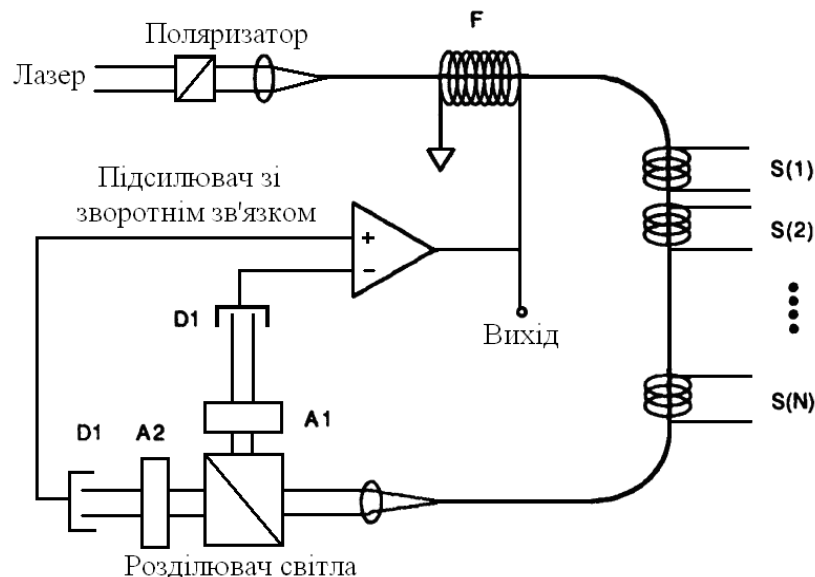 Поляризатор
F
Лазер
S(1)
Підсилювач зі
зворотнім зв'язком
S(2)
+
−
D1
Вихід
S(N)
A1
D1
A2
Розділювач світла